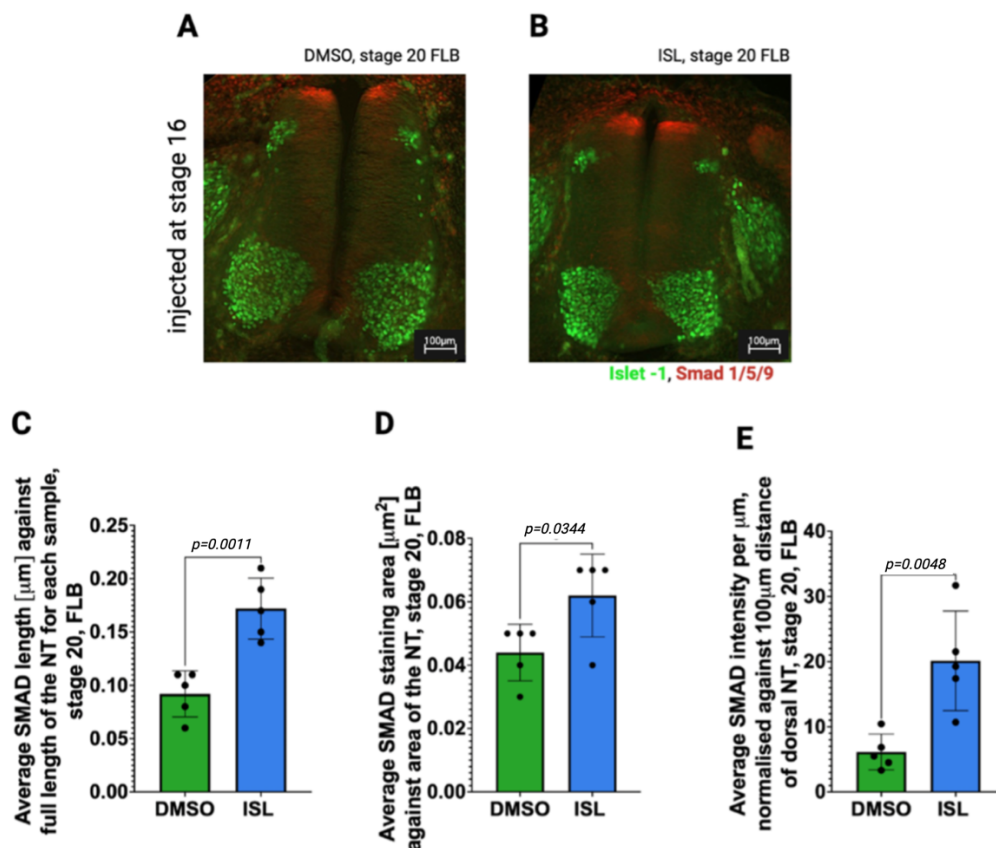 A
B
DMSO, stage 20 FLB
ISL, stage 20 FLB
injected at stage 16
100µm
100µm
Islet -1, Smad 1/5/9
C
D
E
Average SMAD length [µm] against
full length of the NT for each sample,
stage 20, FLB
0.25
0.20
0.15
0.10
0.05
0.00
p=0.0011
DMSO
ISL
Average SMAD staining area [µm²]
against area of the NT, stage 20, FLB
0.08
0.06
0.04
0.02
0.00
p=0.0344
DMSO
ISL
Average SMAD intensity per µm,
normalised against 100µm distance
of dorsal NT, stage 20, FLB
40
30
20
10
0
p=0.0048
DMSO
ISL